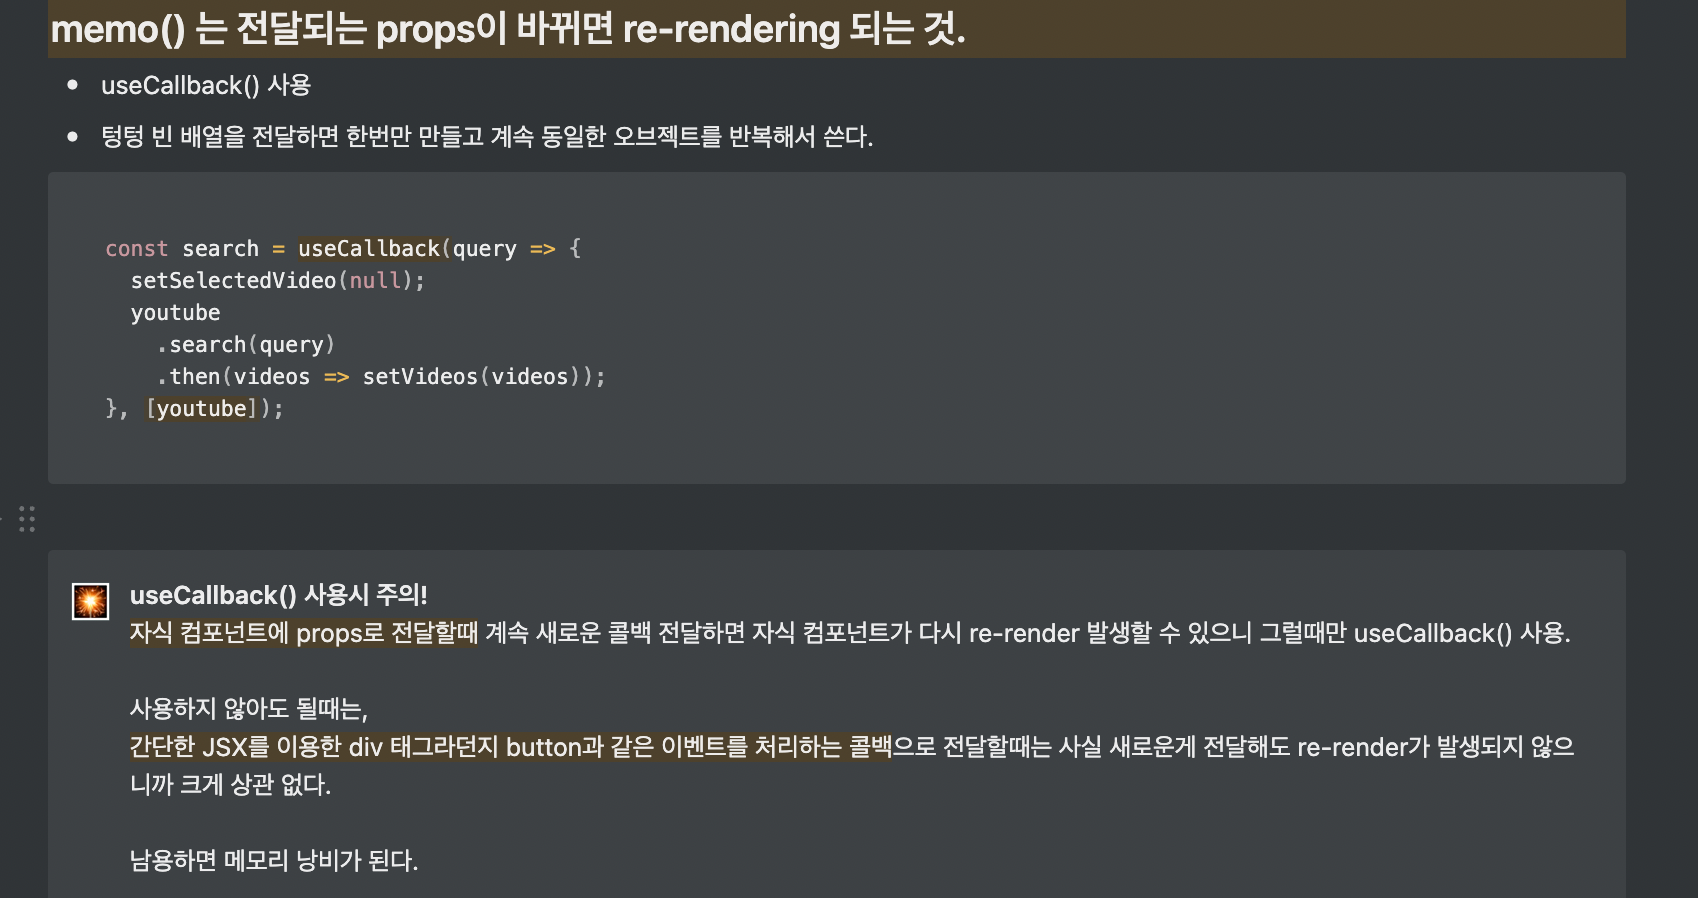 memo() 는 전달되는 props이 바뀌면 re-rendering 되는 것.
• useCallback() 사용
• 텅텅 빈 배열을 전달하면 한번만 만들고 계속 동일한 오브젝트를 반복해서 쓴다.
const search = useCallback(query => {
  setSelectedVideo(null);
  youtube
    .search(query)
    .then(videos => setVideos(videos));
}, [youtube]);
useCallback() 사용시 주의!
자식 컴포넌트에 props로 전달할때 계속 새로운 콜백 전달하면 자식 컴포넌트가 다시 re-render 발생할 수 있으니 그럴때만 useCallback() 사용.
사용하지 않아도 될때는,
간단한 JSX를 이용한 div 태그라던지 button과 같은 이벤트를 처리하는 콜백으로 전달할때는 사실 새로운게 전달해도 re-render가 발생되지 않으
니까 크게 상관 없다.
남용하면 메모리 낭비가 된다.